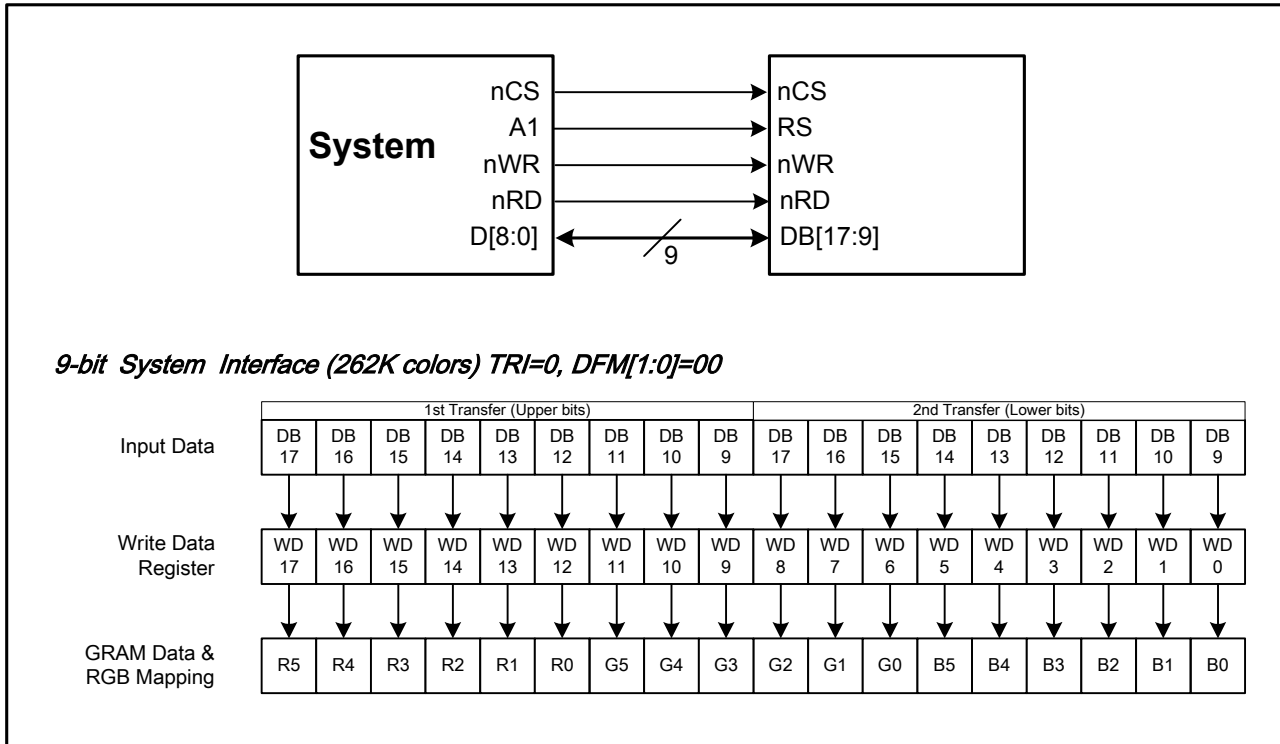 System
nCS
A1
nWR
nRD
D[8:0]
9
nCS
RS
nWR
nRD
DB[17:9]
9-bit System Interface (262K colors) TRI=0, DFM[1:0]=00
1st Transfer (Upper bits) 2nd Transfer (Lower bits)
Input Data
DB DB DB DB DB DB DB DB DB DB DB DB DB DB DB DB DB DB
17 16 15 14 13 12 11 10 9 17 16 15 14 13 12 11 10 9
Write Data
Register
WD WD WD WD WD WD WD WD WD WD WD WD WD WD WD WD WD WD
17 16 15 14 13 12 11 10 9 8 7 6 5 4 3 2 1 0
GRAM Data &
RGB Mapping
R5 R4 R3 R2 R1 R0 G5 G4 G3 G2 G1 G0 B5 B4 B3 B2 B1 B0